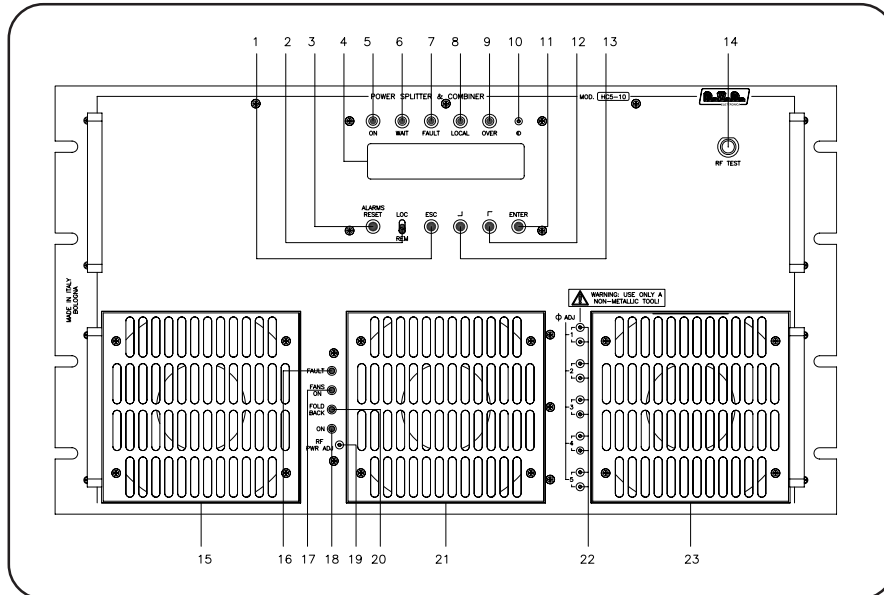 1 2 3 4 5 6 7 8 9 10 11 12 13 14
POWER SPLITTER & COMBINER
MOD. HC5-10
ON WAIT FAULT LOCAL OVER
RF TEST
ALARMS RESET
LOC
REM
ESC
ENTER
MADE IN ITALY
BOLOGNA
WARNING: USE ONLY A
NON-METALLIC TOOL!
Φ ADJ
1
2
3
4
5
FAULT
FANS
ON
FOLD
BACK
ON
RF
PWR ADJ
15 16 17 18 19 20 21 22 23